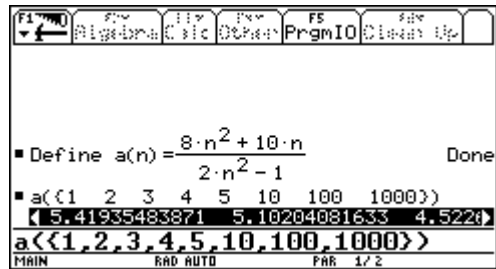 F1 Algebra Calc Other F5 PrgmIO Clean Up
▪ Define a(n) = (8·n² + 10·n)/(2·n² - 1) Done
▪ a({1 2 3 4 5 10 100 1000})
5.41935483871 5.10204081633 4.522
a({1,2,3,4,5,10,100,1000})
MAIN RAD AUTO PAR 1/2